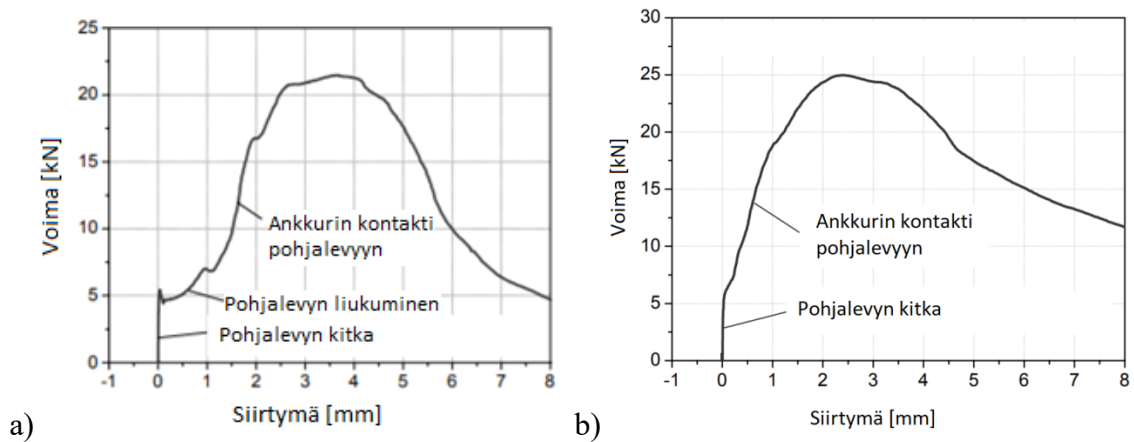 25
20
15
10
5
0
Voima [kN]
Ankkurin kontakti
pohjalevyyn
Pohjalevyn liukuminen
Pohjalevyn kitka
-1 0 1 2 3 4 5 6 7 8
Siirtymä [mm]
a)
30
25
20
15
10
5
0
Voima [kN]
Ankkurin kontakti
pohjalevyyn
Pohjalevyn kitka
-1 0 1 2 3 4 5 6 7 8
Siirtymä [mm]
b)